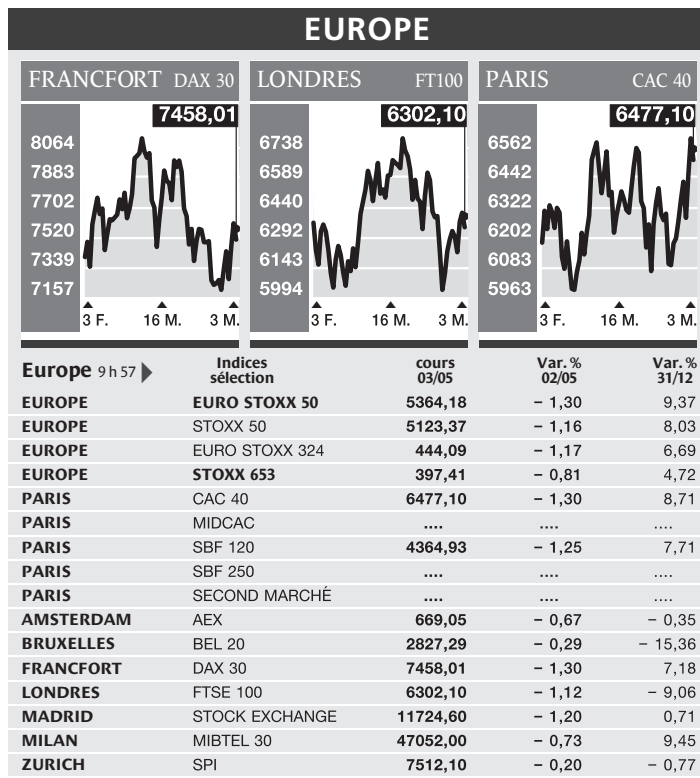 EUROPE
FRANCFORT DAX 30
7458,01
8064
7883
7702
7520
7339
7157
3 F. 16 M. 3 M.
LONDRES FT100
6302,10
6738
6589
6440
6292
6143
5994
3 F. 16 M. 3 M.
PARIS CAC 40
6477,10
6562
6442
6322
6202
6083
5963
3 F. 16 M. 3 M.
Europe 9 h 57 Indices sélection cours 03/05 Var. % 02/05 Var. % 31/12
EUROPE EURO STOXX 50 5364,18 – 1,30 9,37
EUROPE STOXX 50 5123,37 – 1,16 8,03
EUROPE EURO STOXX 324 444,09 – 1,17 6,69
EUROPE STOXX 653 397,41 – 0,81 4,72
PARIS CAC 40 6477,10 – 1,30 8,71
PARIS MIDCAC .... .... ....
PARIS SBF 120 4364,93 – 1,25 7,71
PARIS SBF 250 .... .... ....
PARIS SECOND MARCHÉ .... .... ....
AMSTERDAM AEX 669,05 – 0,67 – 0,35
BRUXELLES BEL 20 2827,29 – 0,29 – 15,36
FRANCFORT DAX 30 7458,01 – 1,30 7,18
LONDRES FTSE 100 6302,10 – 1,12 – 9,06
MADRID STOCK EXCHANGE 11724,60 – 1,20 0,71
MILAN MIBTEL 30 47052,00 – 0,73 9,45
ZURICH SPI 7512,10 – 0,20 – 0,77